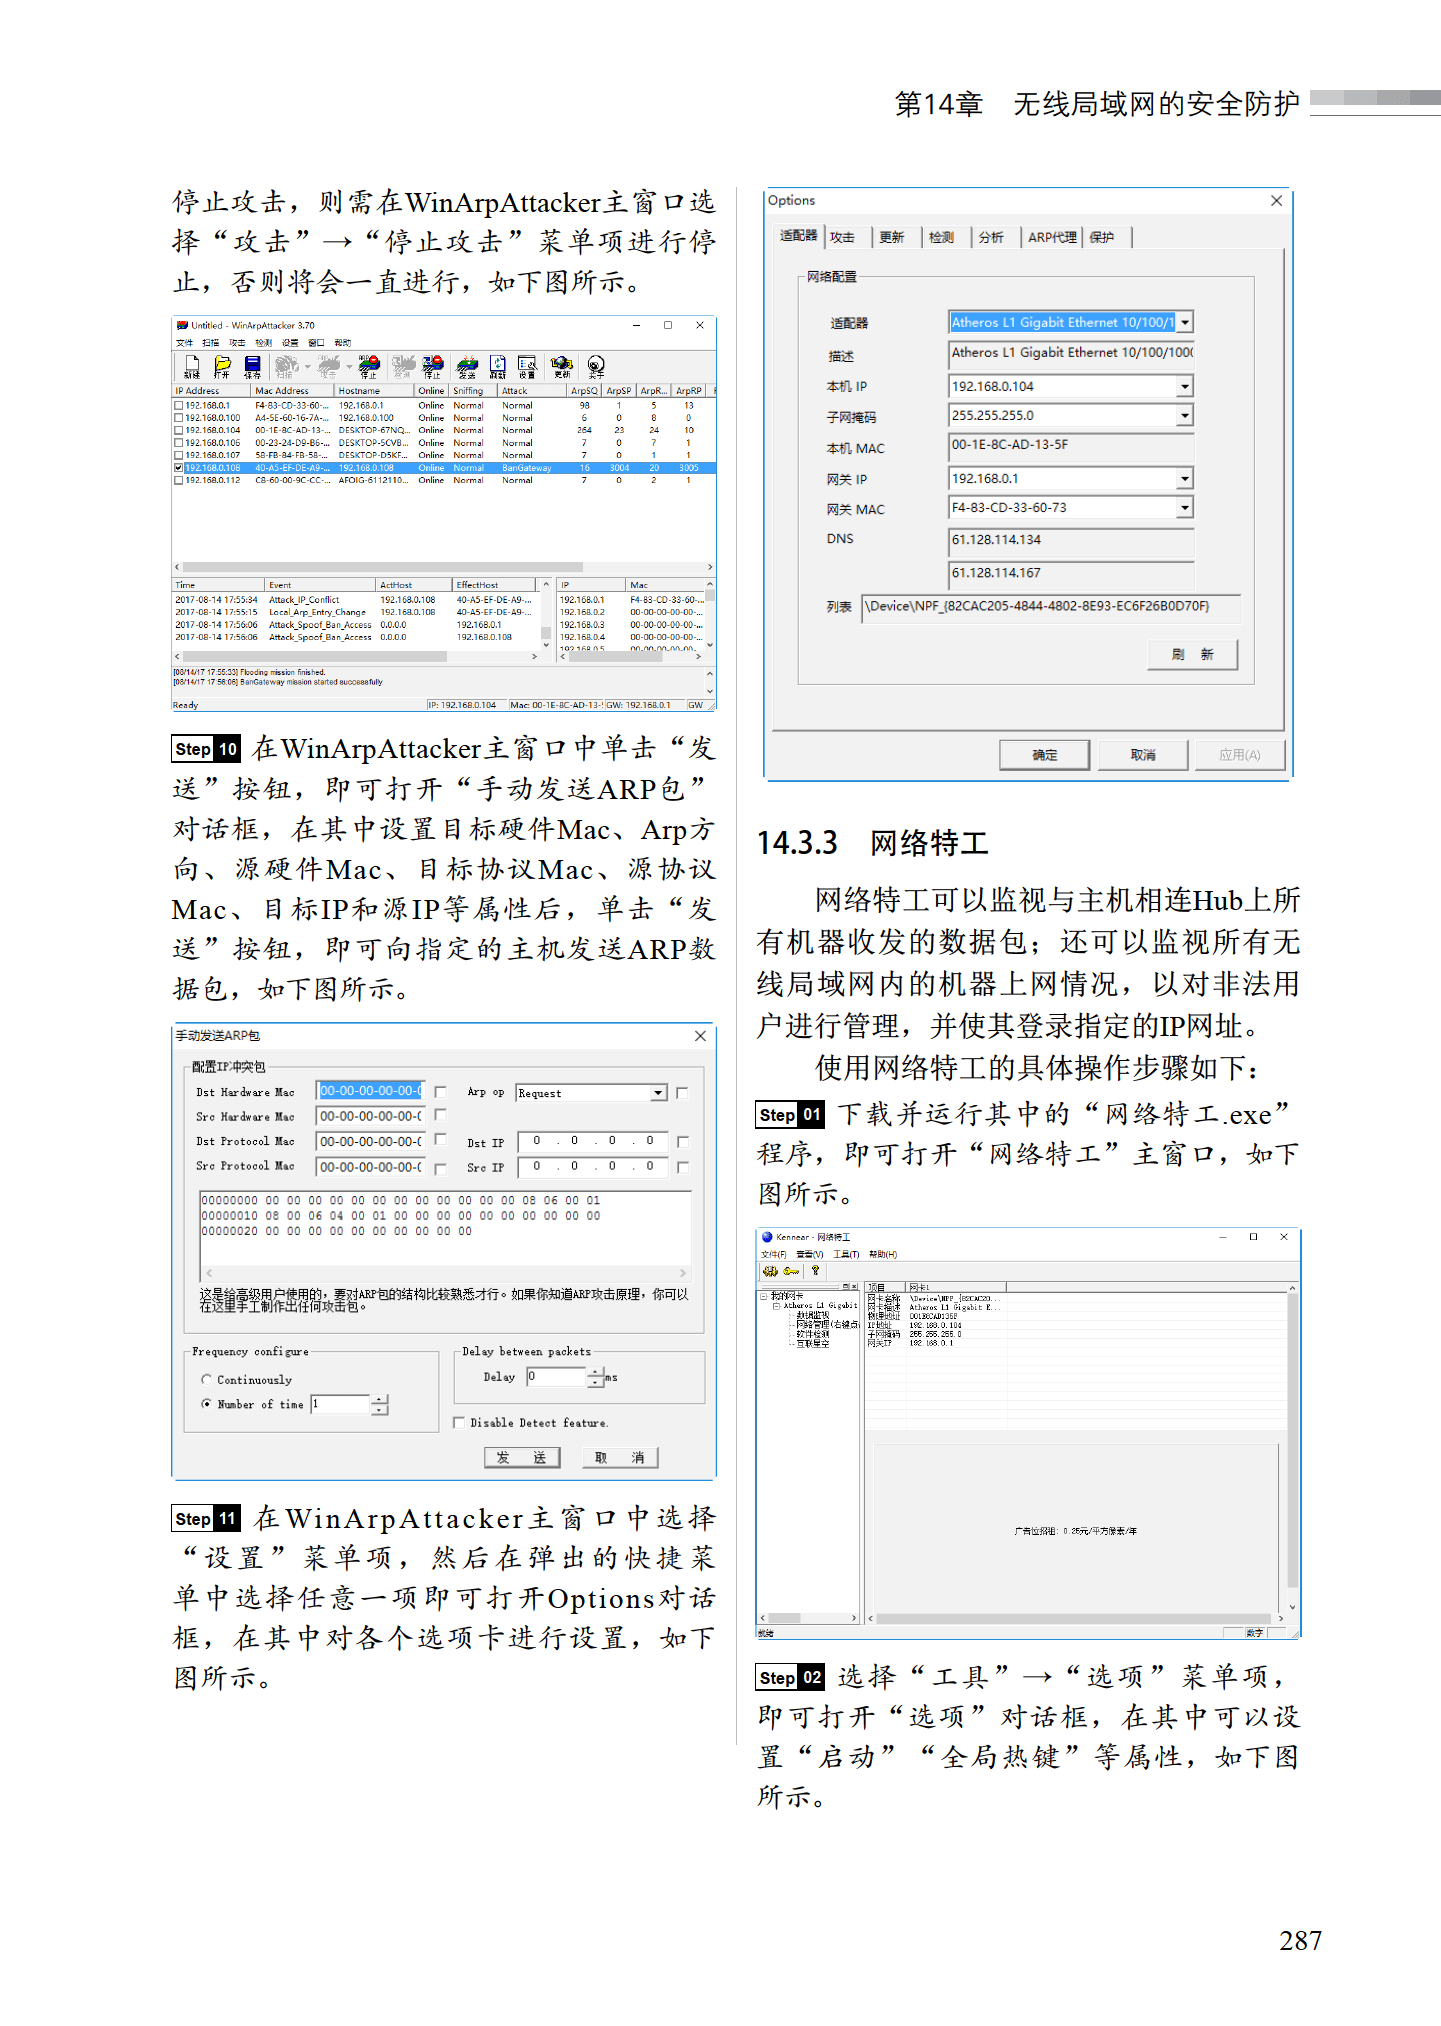 第14章　无线局域网的安全防护
停止攻击，则需在WinArpAttacker主窗口选
择“攻击”→“停止攻击”菜单项进行停
止，否则将会一直进行，如下图所示。
Untitled - WinArpAttacker 3.70
文件 扫描 攻击 检测 设置 窗口 帮助
新建 打开 保存 扫描 攻击 停止 检测 停止 发送 刷新 设置 更新 关于
IP Address Mac Address Hostname Online Sniffing Attack ArpSQ ArpSP ArpR... ArpRP
192.168.0.1 F4-83-CD-33-60-... 192.168.0.1 Online Normal Normal 98 1 5 13
192.168.0.100 A4-5E-60-16-7A-... 192.168.0.100 Online Normal Normal 6 0 8 0
192.168.0.104 00-1E-8C-AD-13-... DESKTOP-67NQ... Online Normal Normal 264 23 24 10
192.168.0.106 00-23-24-D9-B6-... DESKTOP-5CVB... Online Normal Normal 7 0 7 1
192.168.0.107 58-FB-84-FB-58-... DESKTOP-D5KF... Online Normal Normal 7 0 1 1
192.168.0.108 40-A5-EF-DE-A9-... 192.168.0.108 Online Normal BanGateway 16 3004 20 3005
192.168.0.112 C8-60-00-9C-CC-... AFOIG-6112110... Online Normal Normal 7 0 2 1
Time Event ActHost EffectHost IP Mac
2017-08-14 17:55:34 Attack_IP_Conflict 192.168.0.108 40-A5-EF-DE-A9-... 192.168.0.1 F4-83-CD-33-60-...
2017-08-14 17:55:15 Local_Arp_Entry_Change 192.168.0.108 40-A5-EF-DE-A9-... 192.168.0.2 00-00-00-00-00-...
2017-08-14 17:56:06 Attack_Spoof_Ban_Access 0.0.0.0 192.168.0.1 192.168.0.3 00-00-00-00-00-...
2017-08-14 17:56:06 Attack_Spoof_Ban_Access 0.0.0.0 192.168.0.108 192.168.0.4 00-00-00-00-00-...
192.168.0.5 00-00-00-00-00-...
[08/14/17 17:55:33] Flooding mission finished.
[08/14/17 17:56:06] BanGateway mission started successfully.
Ready IP: 192.168.0.104 Mac: 00-1E-8C-AD-13- GW: 192.168.0.1 GW
Step 10 在WinArpAttacker主窗口中单击“发
送”按钮，即可打开“手动发送ARP包”
对话框，在其中设置目标硬件Mac、Arp方
向、源硬件Mac、目标协议Mac、源协议
Mac、目标IP和源IP等属性后，单击“发
送”按钮，即可向指定的主机发送ARP数
据包，如下图所示。
手动发送ARP包
配置IP冲突包
Dst Hardware Mac 00-00-00-00-00-0 Arp op Request
Src Hardware Mac 00-00-00-00-00-0
Dst Protocol Mac 00-00-00-00-00-0 Dst IP 0 . 0 . 0 . 0
Src Protocol Mac 00-00-00-00-00-0 Src IP 0 . 0 . 0 . 0
00000000 00 00 00 00 00 00 00 00 00 00 00 00 08 06 00 01
00000010 08 00 06 04 00 01 00 00 00 00 00 00 00 00 00 00
00000020 00 00 00 00 00 00 00 00 00 00
这是给高级用户使用的，要对ARP包的结构比较熟悉才行。如果你知道ARP攻击原理，你可以
在这里手工制作出任何攻击包。
Frequency configure Delay between packets
Continuously Delay 0 ms
Number of time 1
Disable Detect feature.
发 送 取 消
Step 11 在WinArpAttacker主窗口中选择
“设置”菜单项，然后在弹出的快捷菜
单中选择任意一项即可打开Options对话
框，在其中对各个选项卡进行设置，如下
图所示。
Options
适配器 攻击 更新 检测 分析 ARP代理 保护
网络配置
适配器 Atheros L1 Gigabit Ethernet 10/100/1
描述 Atheros L1 Gigabit Ethernet 10/100/100(
本机 IP 192.168.0.104
子网掩码 255.255.255.0
本机 MAC 00-1E-8C-AD-13-5F
网关 IP 192.168.0.1
网关 MAC F4-83-CD-33-60-73
DNS 61.128.114.134
61.128.114.167
列表 \Device\NPF_{82CAC205-4844-4802-8E93-EC6F26B0D70F}
刷 新
确定 取消 应用(A)
14.3.3　网络特工
网络特工可以监视与主机相连Hub上所
有机器收发的数据包；还可以监视所有无
线局域网内的机器上网情况，以对非法用
户进行管理，并使其登录指定的IP网址。
使用网络特工的具体操作步骤如下：
Step 01 下载并运行其中的“网络特工.exe”
程序，即可打开“网络特工”主窗口，如下
图所示。
Kennear - 网络特工
文件(F) 查看(V) 工具(T) 帮助(H)
项目 网卡1
我的网卡 网卡名称 \Device\NPF_{82CAC20...
Atheros L1 Gigabit 网卡描述 Atheros L1 Gigabit E...
数据监视 物理地址 001E8CAD135F
网络管理(右键点 IP地址 192.168.0.104
软件检测 子网掩码 255.255.255.0
互联星空 网关IP 192.168.0.1
广告位招租: 0.25元/平方像素/年
就绪 数字
Step 02 选择“工具”→“选项”菜单项，
即可打开“选项”对话框，在其中可以设
置“启动”“全局热键”等属性，如下图
所示。
287